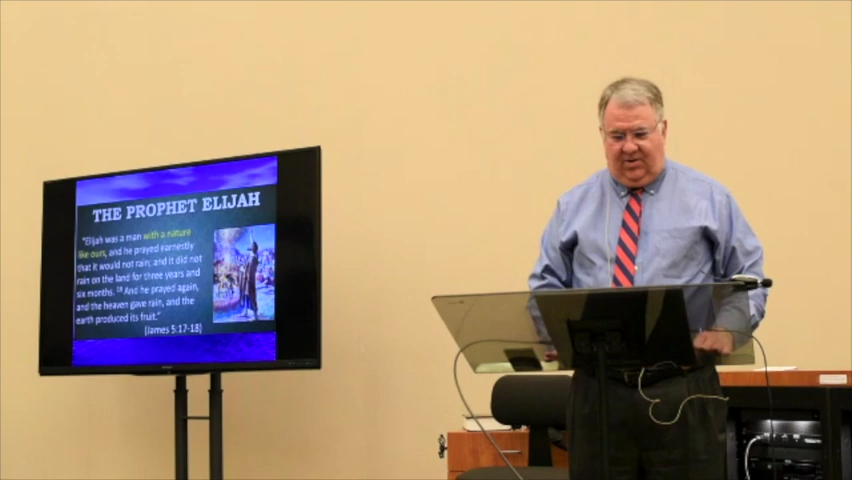 THE PROPHET ELIJAH
"Elijah was a man with a nature
like ours, and he prayed earnestly
that it would not rain; and it did not
rain on the land for three years and
six months. 18 And he prayed again,
and the heaven gave rain, and the
earth produced its fruit."
(James 5:17-18)